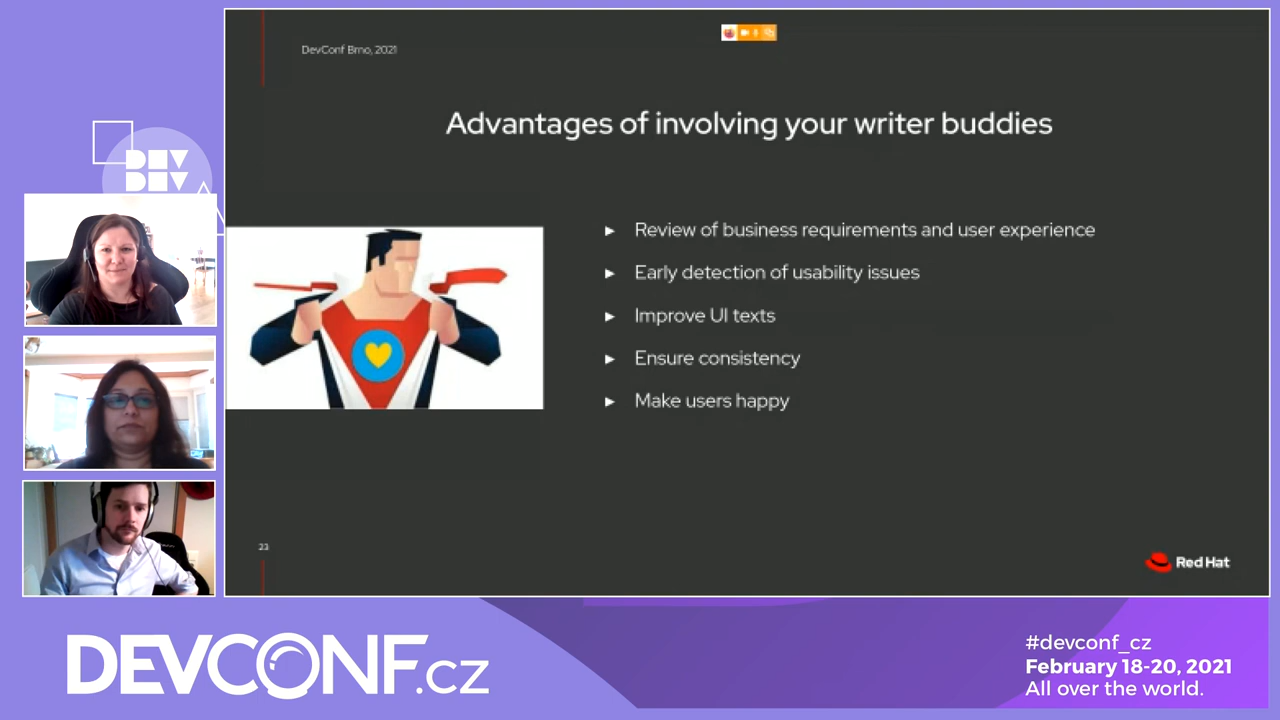 DevConf Brno, 2021
Advantages of involving your writer buddies
► Review of business requirements and user experience
► Early detection of usability issues
► Improve UI texts
► Ensure consistency
► Make users happy
23
Red Hat
DEV
DEV
DEVCONF.cz
#devconf_cz
February 18-20, 2021
All over the world.